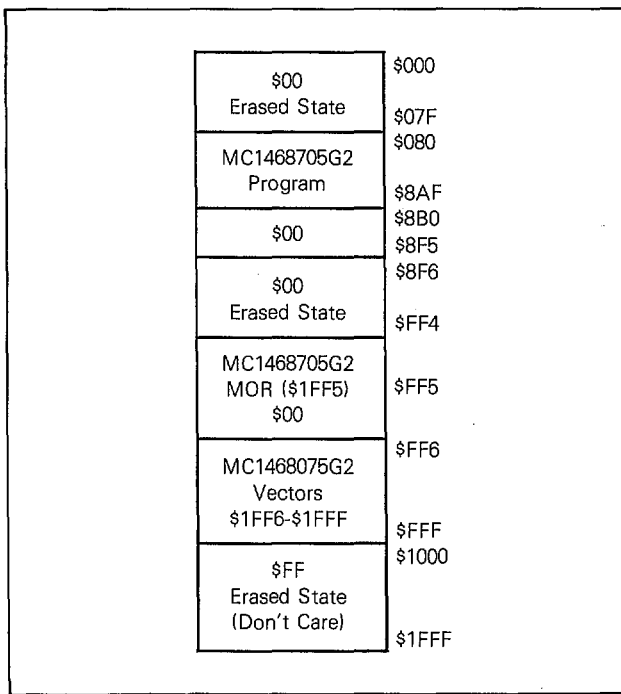 $00
Erased State
$000
$07F
MC1468705G2
Program
$080
$8AF
$00
$8B0
$8F5
$00
Erased State
$8F6
$FF4
MC1468705G2
MOR ($1FF5)
$00
$FF5
MC1468075G2
Vectors
$1FF6-$1FFF
$FF6
$FFF
$FF
Erased State
(Don't Care)
$1000
$1FFF